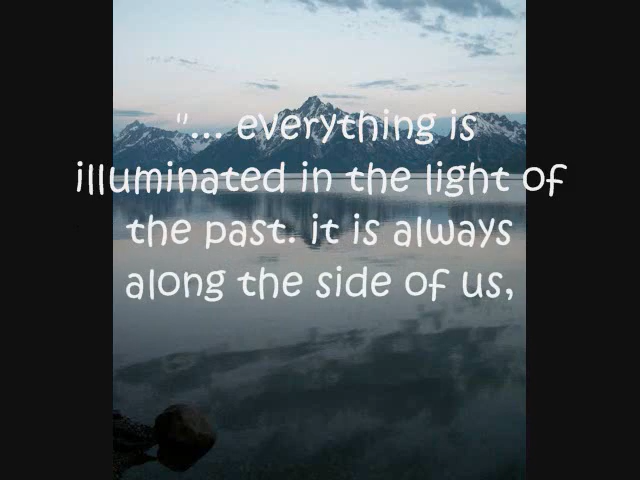 "... everything is
illuminated in the light of
the past. it is always
along the side of us,